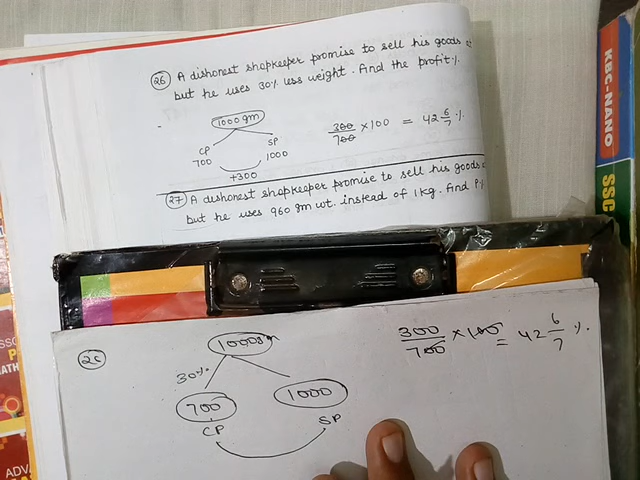 26 A dishonest shopkeeper promise to sell his goods
but he uses 30% less weight. And the profit%.
1000 gm
CP SP
700 1000
+300
300/700 × 100 = 42 6/7 %.
27 A dishonest shopkeeper promise to sell his goods
but he uses 960 gm wt. instead of 1kg. And P%
KBC-NANO
SSC
26
1000gm
30%
700 1000
CP SP
300/700 × 100 = 42 6/7 %.
ADV